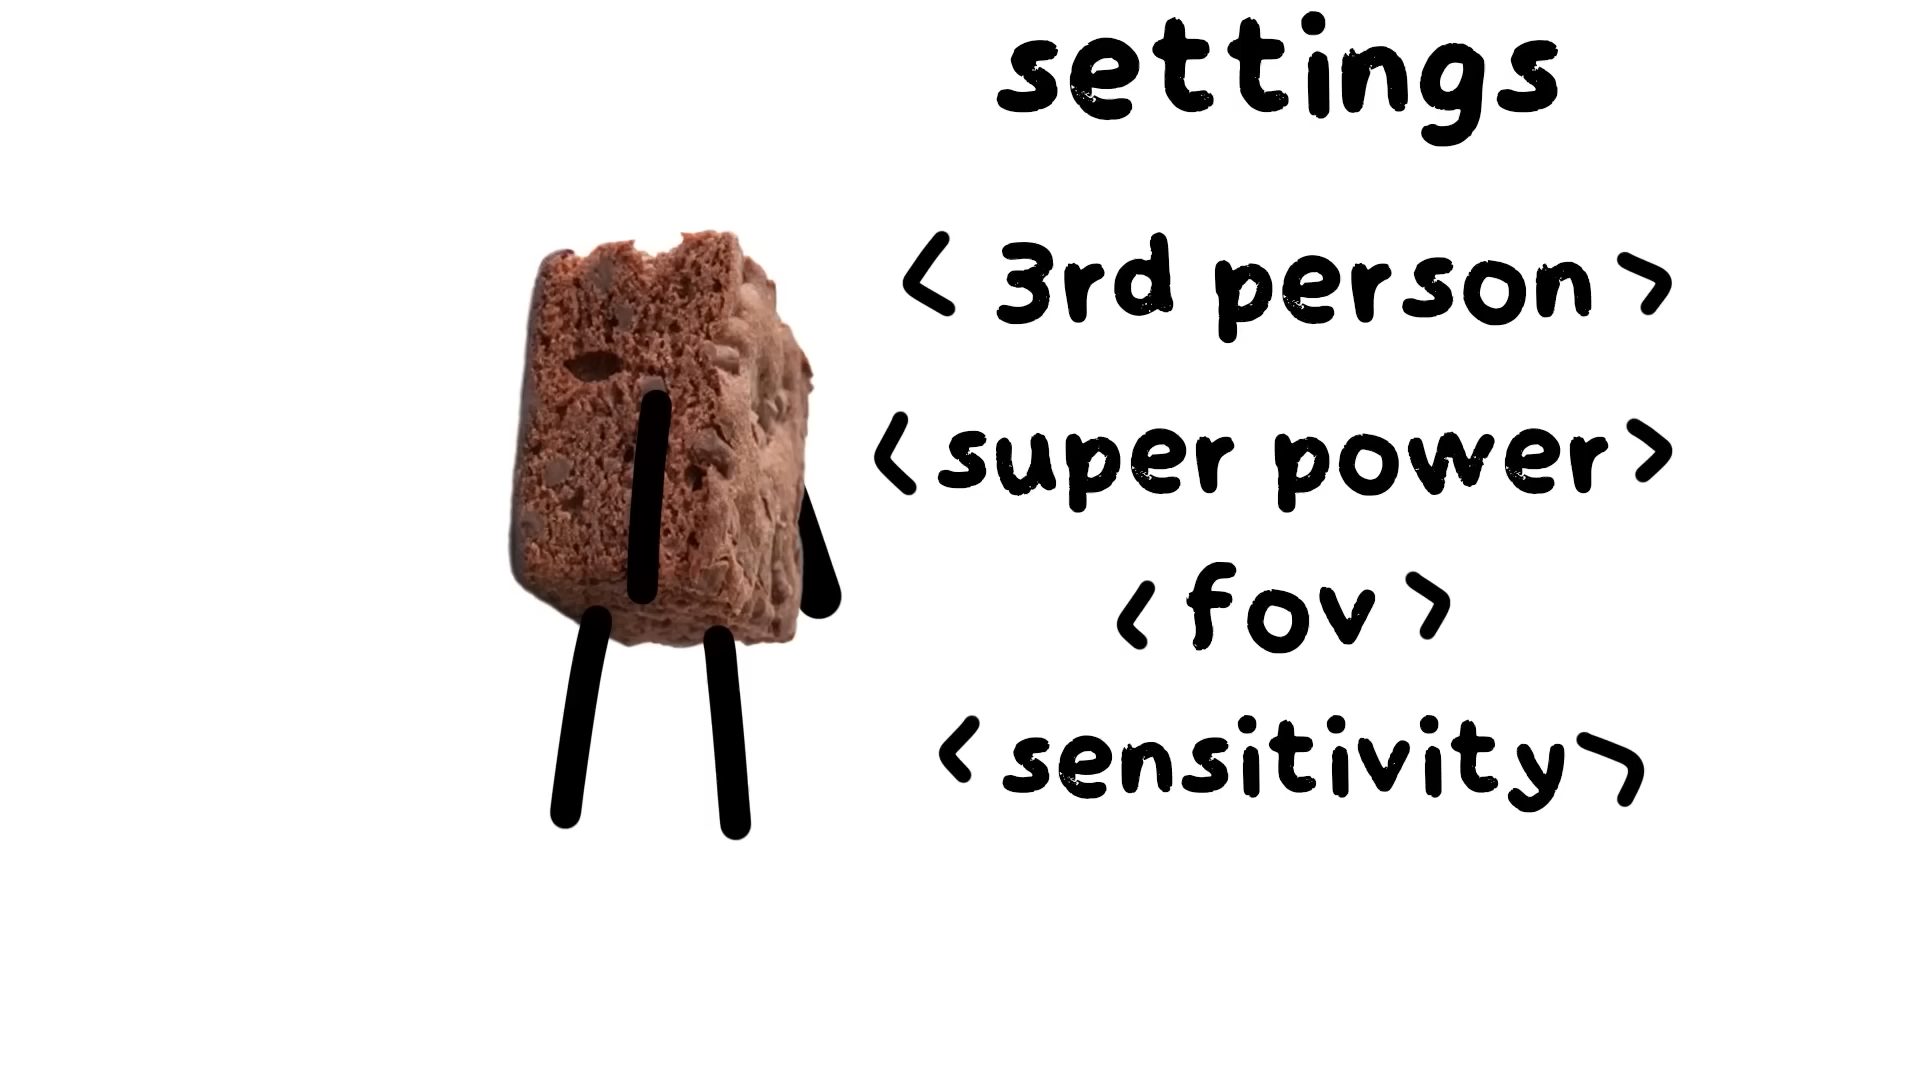 settings
< 3rd person >
< super power >
< fov >
< sensitivity >